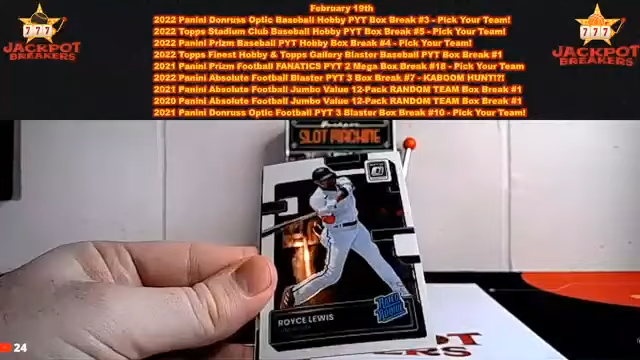 February 19th
2022 Panini Donruss Optic Baseball Hobby PYT Box Break #3 - Pick Your Team!
2022 Topps Stadium Club Baseball Hobby PYT Box Break #5 - Pick Your Team!
2022 Panini Prizm Baseball PYT Hobby Box Break #4 - Pick Your Team!
2022 Topps Finest Hobby & Topps Gallery Blaster Baseball PYT Box Break #1
2021 Panini Prizm Football FANATICS PYT 2 Mega Box Break #18 - Pick Your Team
2022 Panini Absolute Football Blaster PYT 3 Box Break #7 - KABOOM HUNT!?!
2021 Panini Absolute Football Jumbo Value 12-Pack RANDOM TEAM Box Break #1
2020 Panini Absolute Football Jumbo Value 12-Pack RANDOM TEAM Box Break #1
2021 Panini Donruss Optic Football PYT 3 Blaster Box Break #10 - Pick Your Team!
777
JACKPOT
BREAKERS
777
JACKPOT
BREAKERS
SLOT MACHINE
ROYCE LEWIS
RATED
ROOKIE
JACKPOT
24